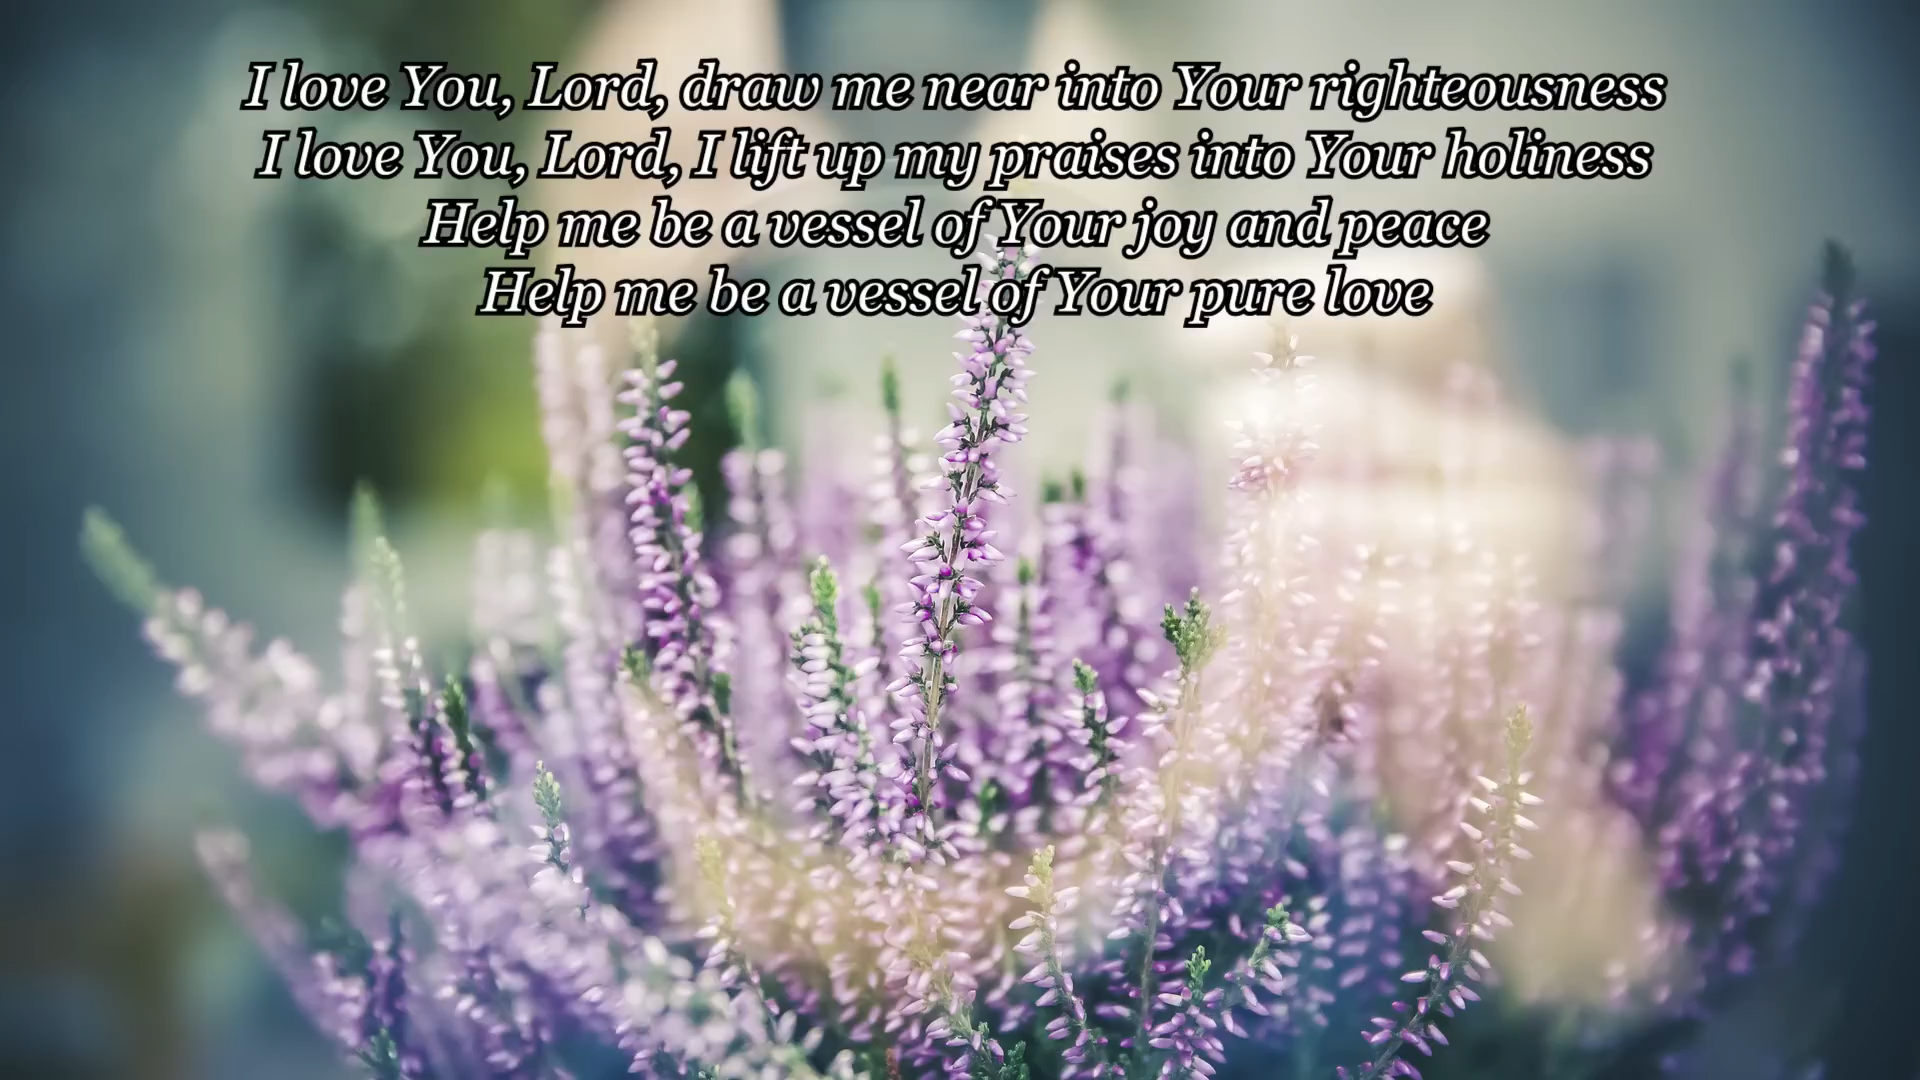 I love You, Lord, draw me near into Your righteousness
I love You, Lord, I lift up my praises into Your holiness
Help me be a vessel of Your joy and peace
Help me be a vessel of Your pure love